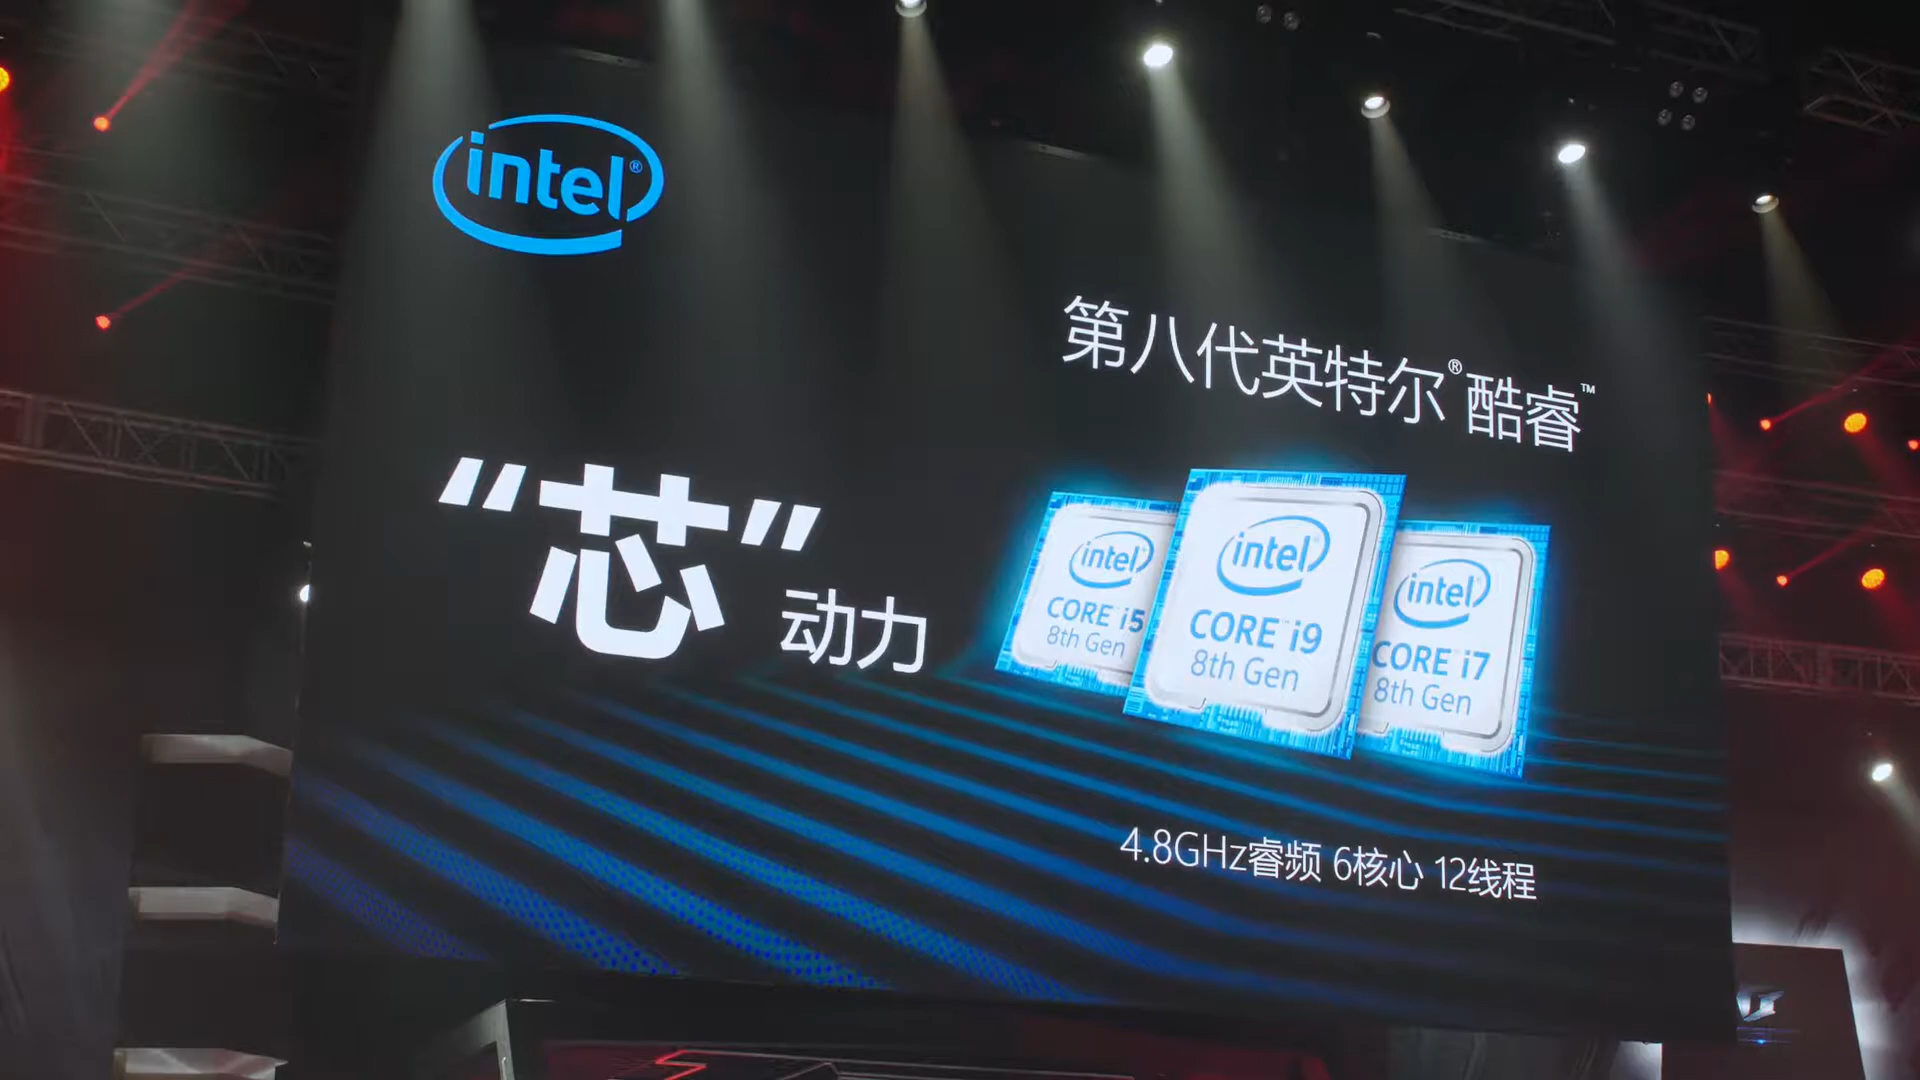 intel®
第八代英特尔®酷睿™
“芯”动力
intel
CORE i5
8th Gen
intel
CORE™ i9
8th Gen
intel
CORE i7
8th Gen
4.8GHz睿频 6核心 12线程